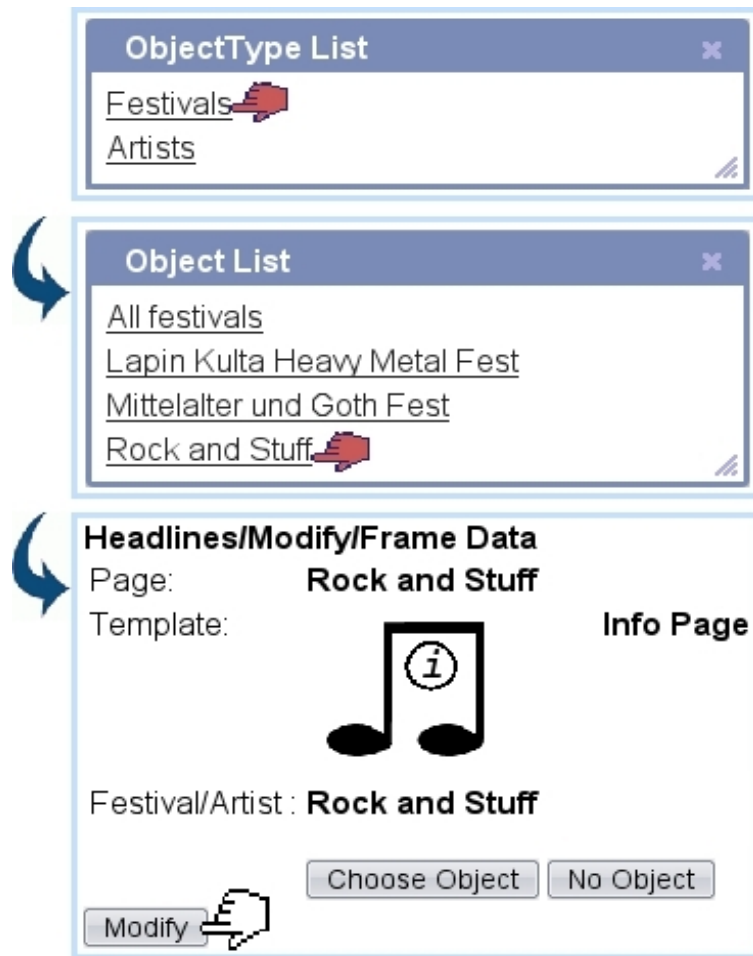 ObjectType List
Festivals
Artists
Object List
All festivals
Lapin Kulta Heavy Metal Fest
Mittelalter und Goth Fest
Rock and Stuff
Headlines/Modify/Frame Data
Page: Rock and Stuff
Template: Info Page
i
Festival/Artist : Rock and Stuff
Choose Object No Object
Modify